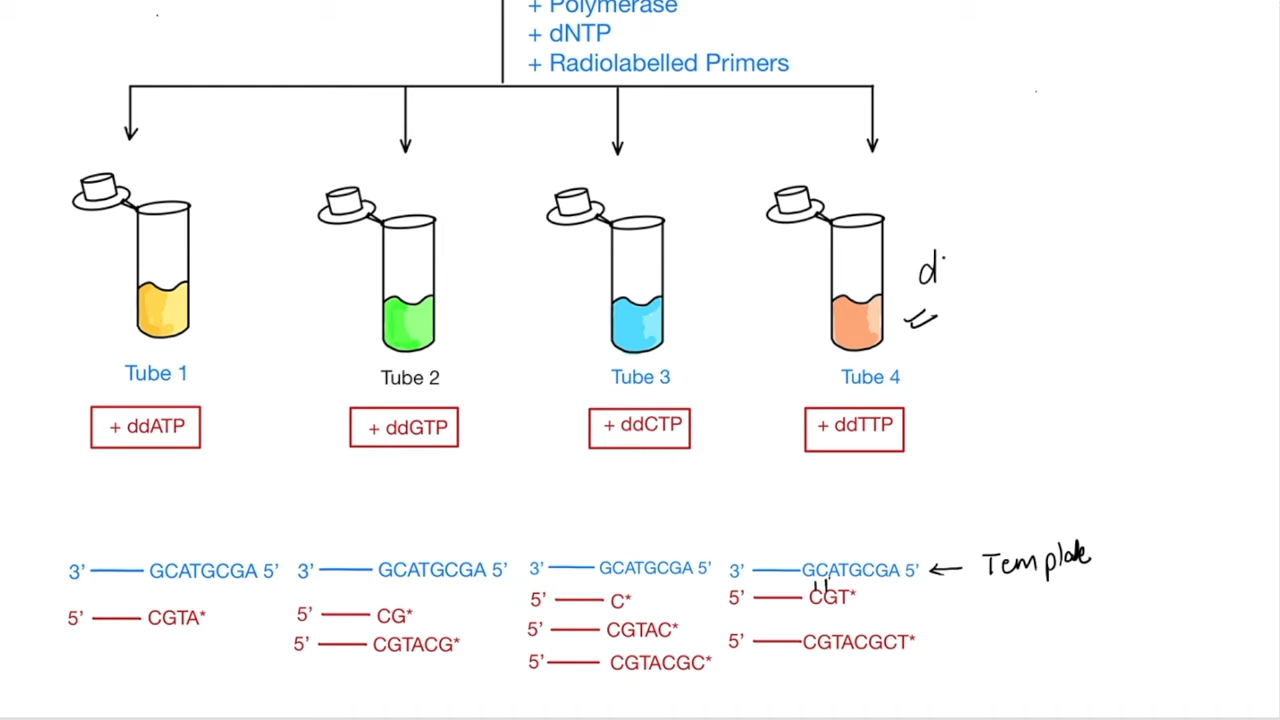 + Polymerase
+ dNTP
+ Radiolabelled Primers
d
Tube 1
Tube 2
Tube 3
Tube 4
+ ddATP
+ ddGTP
+ ddCTP
+ ddTTP
3’ GCATGCGA 5’
3’ GCATGCGA 5’
3’ GCATGCGA 5’
3’ GCATGCGA 5’
Template
5’ CGTA*
5’ CG*
5’ CGTACG*
5’ C*
5’ CGTAC*
5’ CGTACGC*
5’ CGT*
5’ CGTACGCT*